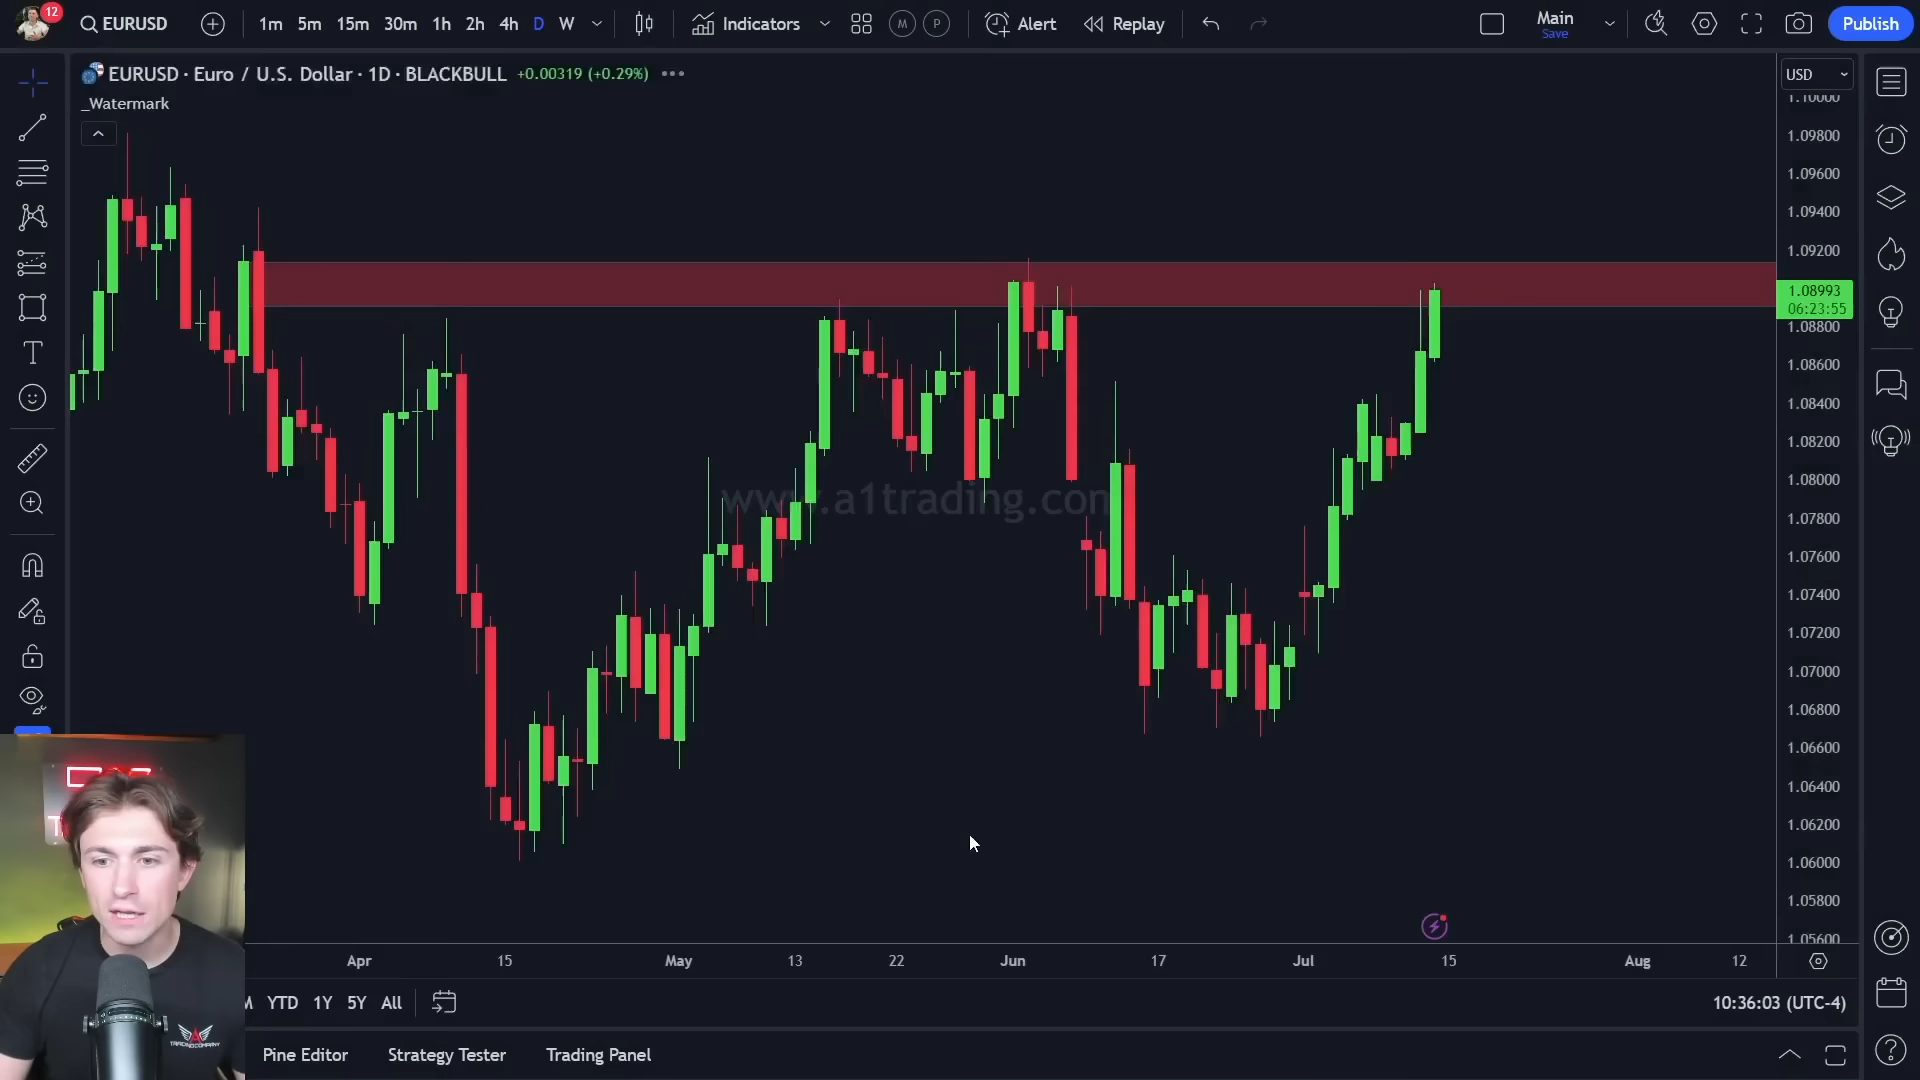 12
EURUSD
1m 5m 15m 30m 1h 2h 4h D W
Indicators
M P
Alert
Replay
Main
Save
Publish
EURUSD · Euro / U.S. Dollar · 1D · BLACKBULL +0.00319 (+0.29%)
USD
_Watermark
1.10000
1.09800
1.09600
1.09400
1.09200
1.08993
06:23:55
1.08800
1.08600
1.08400
1.08200
1.08000
1.07800
1.07600
1.07400
1.07200
1.07000
1.06800
1.06600
1.06400
1.06200
1.06000
1.05800
1.05600
www.a1trading.com
Apr 15 May 13 22 Jun 17 Jul 15 Aug 12
YTD 1Y 5Y All
10:36:03 (UTC-4)
Pine Editor Strategy Tester Trading Panel